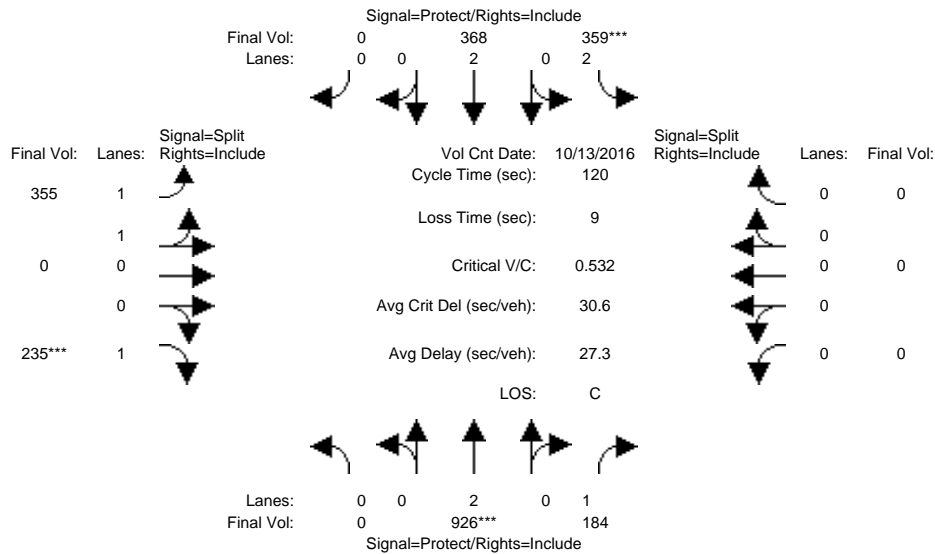 Signal=Protect/Rights=Include
Final Vol: 0 368 359***
Lanes: 0 0 2 0 2
Signal=Split Signal=Split
Final Vol: Lanes: Rights=Include Vol Cnt Date: 10/13/2016 Rights=Include Lanes: Final Vol:
Cycle Time (sec): 120
355 1 0 0
Loss Time (sec): 9
1 0
0 0 Critical V/C: 0.532 0 0
0 Avg Crit Del (sec/veh): 30.6 0
235*** 1 Avg Delay (sec/veh): 27.3 0 0
LOS: C
Lanes: 0 0 2 0 1
Final Vol: 0 926*** 184
Signal=Protect/Rights=Include